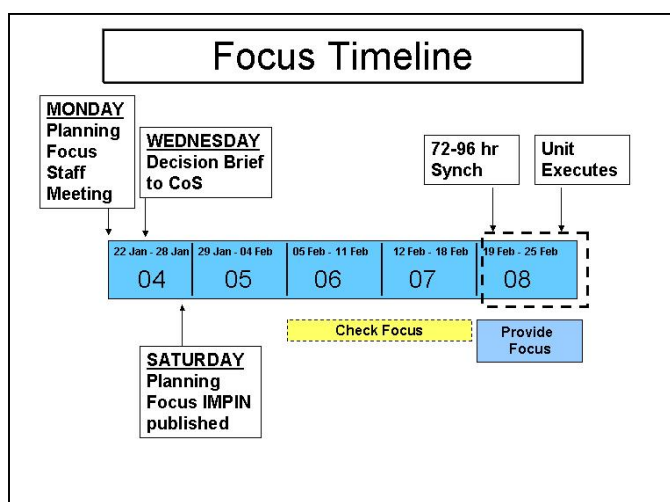 Focus Timeline
MONDAY
Planning
Focus
Staff
Meeting
WEDNESDAY
Decision Brief
to CoS
72-96 hr
Synch
Unit
Executes
22 Jan - 28 Jan
29 Jan - 04 Feb
05 Feb - 11 Feb
12 Feb - 18 Feb
19 Feb - 25 Feb
04
05
06
07
08
Check Focus
Provide
Focus
SATURDAY
Planning
Focus IMPIN
published